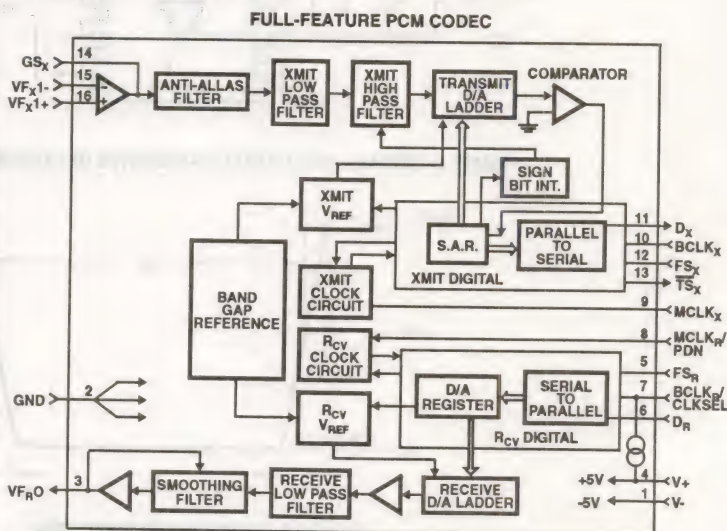 FULL-FEATURE PCM CODEC
GSX
14
VFX1-
15
VFX1+
16
ANTI-ALLAS
FILTER
XMIT
LOW
PASS
FILTER
XMIT
HIGH
PASS
FILTER
TRANSMIT
D/A
LADDER
COMPARATOR
XMIT
VREF
SIGN
BIT INT.
S.A.R.
PARALLEL
TO
SERIAL
XMIT DIGITAL
11
DX
10
BCLKX
12
FSX
13
TSX
9
MCLKX
BAND
GAP
REFERENCE
XMIT
CLOCK
CIRCUIT
RCV
CLOCK
CIRCUIT
8
MCLKR/
PDN
5
FSR
7
BCLKR/
CLKSEL
6
DR
D/A
REGISTER
SERIAL
TO
PARALLEL
RCV DIGITAL
GND
2
RCV
VREF
VFRO
3
SMOOTHING
FILTER
RECEIVE
LOW PASS
FILTER
RECEIVE
D/A LADDER
+5V
4
V+
-5V
1
V-